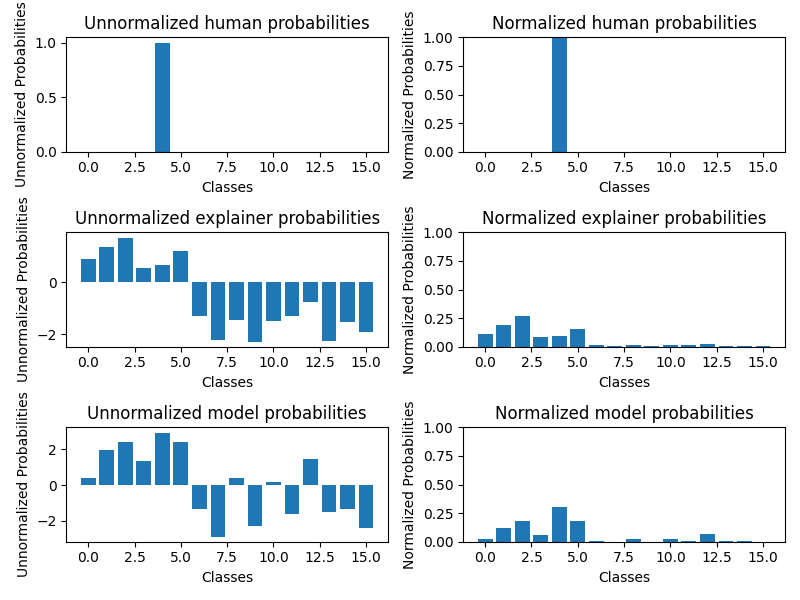 Unnormalized human probabilities
Unnormalized Probabilities
1.0
0.5
0.0
0.0 2.5 5.0 7.5 10.0 12.5 15.0
Classes
Normalized human probabilities
Normalized Probabilities
1.00
0.75
0.50
0.25
0.00
0.0 2.5 5.0 7.5 10.0 12.5 15.0
Classes
Unnormalized explainer probabilities
Unnormalized Probabilities
0
−2
0.0 2.5 5.0 7.5 10.0 12.5 15.0
Classes
Normalized explainer probabilities
Normalized Probabilities
1.00
0.75
0.50
0.25
0.00
0.0 2.5 5.0 7.5 10.0 12.5 15.0
Classes
Unnormalized model probabilities
Unnormalized Probabilities
2
0
−2
0.0 2.5 5.0 7.5 10.0 12.5 15.0
Classes
Normalized model probabilities
Normalized Probabilities
1.00
0.75
0.50
0.25
0.00
0.0 2.5 5.0 7.5 10.0 12.5 15.0
Classes